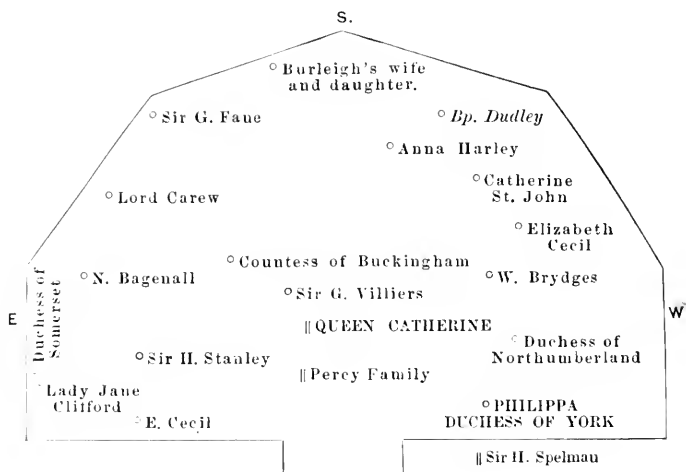 S.
Burleigh's wife
and daughter.
Sir G. Fane
Bp. Dudley
Anna Harley
Catherine
St. John
Lord Carew
Elizabeth
Cecil
Countess of Buckingham
N. Bagenall
W. Brydges
Duchess of
Somerset
Sir G. Villiers
E
W
QUEEN CATHERINE
Duchess of
Northumberland
Sir H. Stanley
Percy Family
Lady Jane
Clifford
PHILIPPA
DUCHESS OF YORK
E. Cecil
Sir H. Spelman